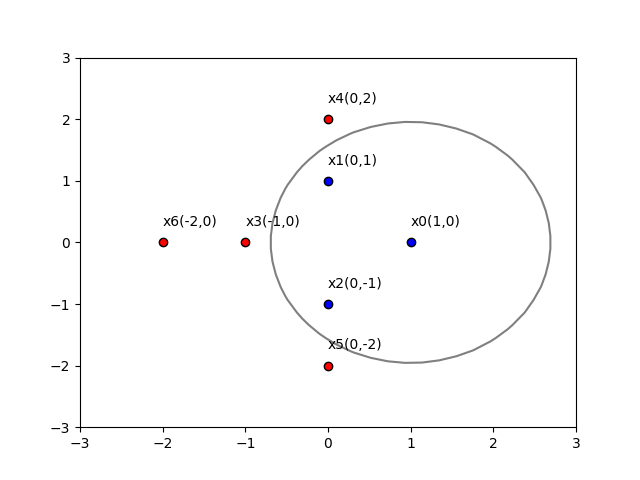 3
x4(0,2)
2
x1(0,1)
1
x6(-2,0) x3(-1,0) x0(1,0)
0
x2(0,-1)
−1
x5(0,-2)
−2
−3
−3 −2 −1 0 1 2 3